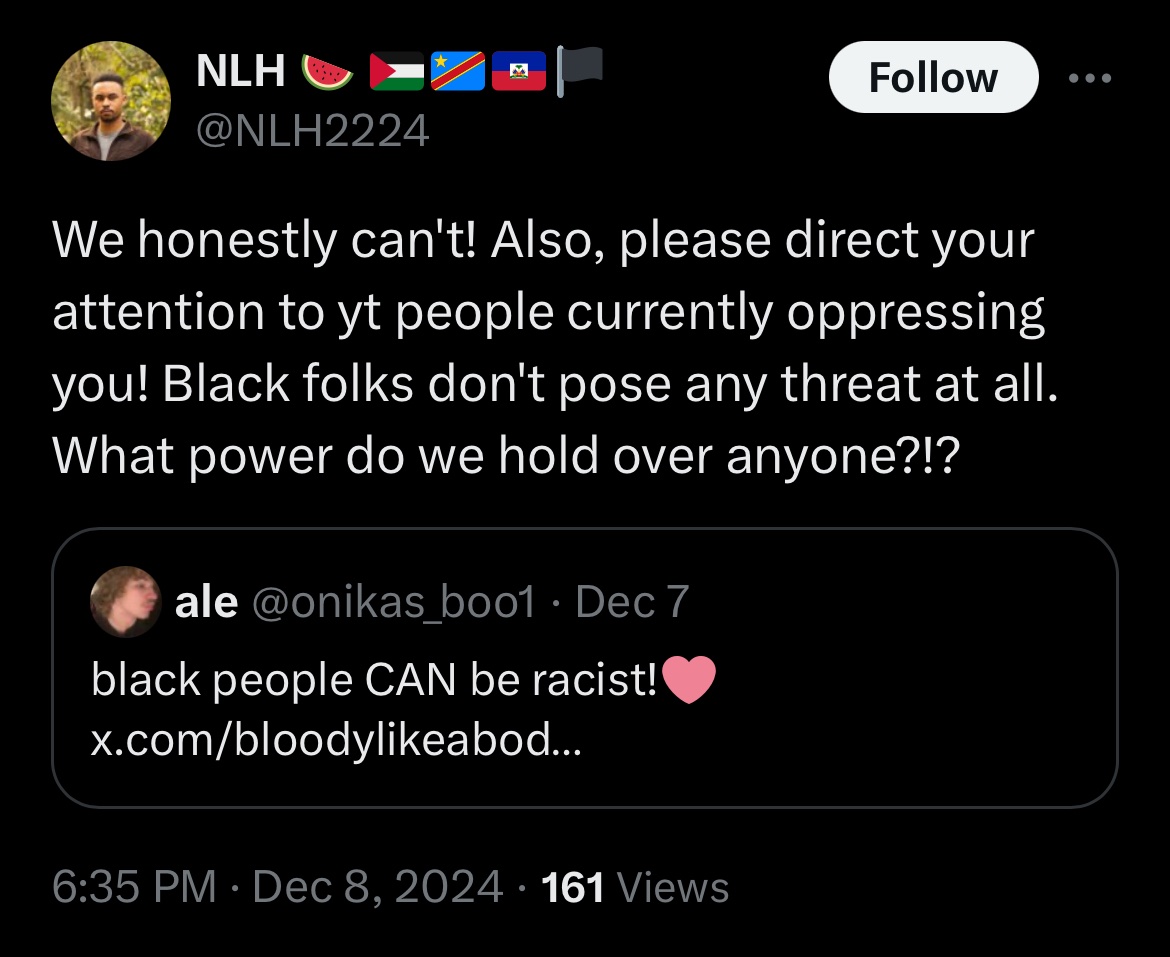 NLH 🍉 🇵🇸🇨🇩🇭🇹🏴
@NLH2224
Follow
We honestly can't! Also, please direct your
attention to yt people currently oppressing
you! Black folks don't pose any threat at all.
What power do we hold over anyone?!?
ale @onikas_boo1 · Dec 7
black people CAN be racist!🩷
x.com/bloodylikeabod...
6:35 PM · Dec 8, 2024 · 161 Views